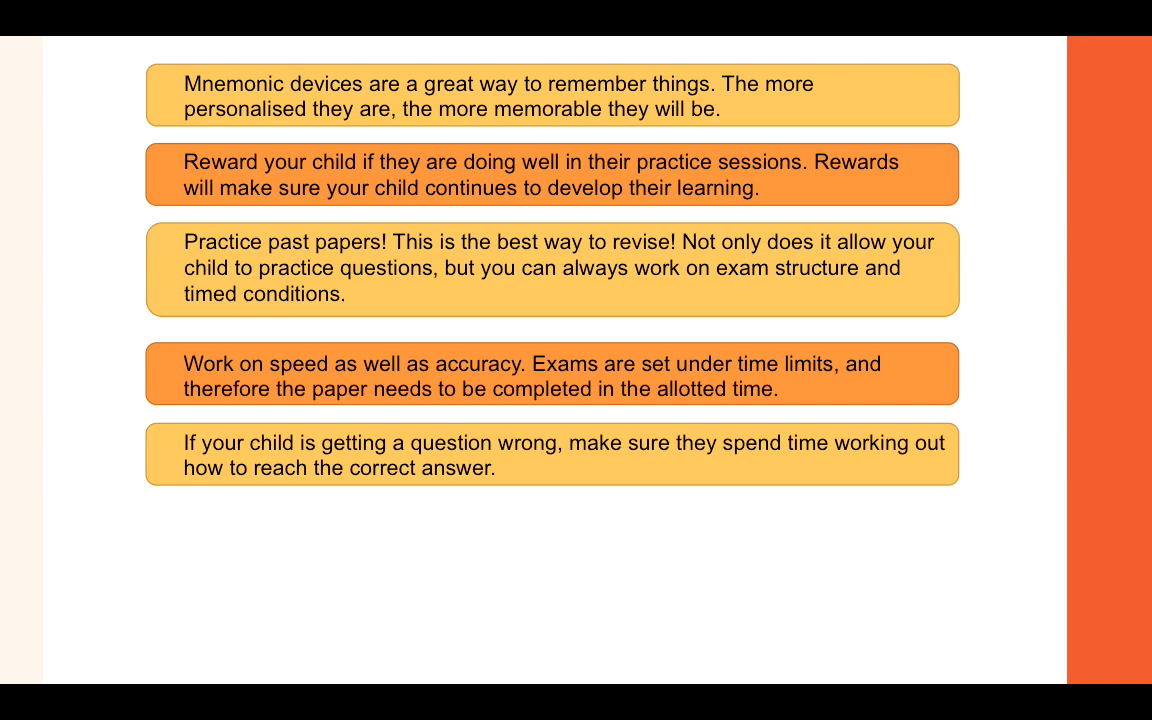 Mnemonic devices are a great way to remember things. The more
personalised they are, the more memorable they will be.
Reward your child if they are doing well in their practice sessions. Rewards
will make sure your child continues to develop their learning.
Practice past papers! This is the best way to revise! Not only does it allow your
child to practice questions, but you can always work on exam structure and
timed conditions.
Work on speed as well as accuracy. Exams are set under time limits, and
therefore the paper needs to be completed in the allotted time.
If your child is getting a question wrong, make sure they spend time working out
how to reach the correct answer.